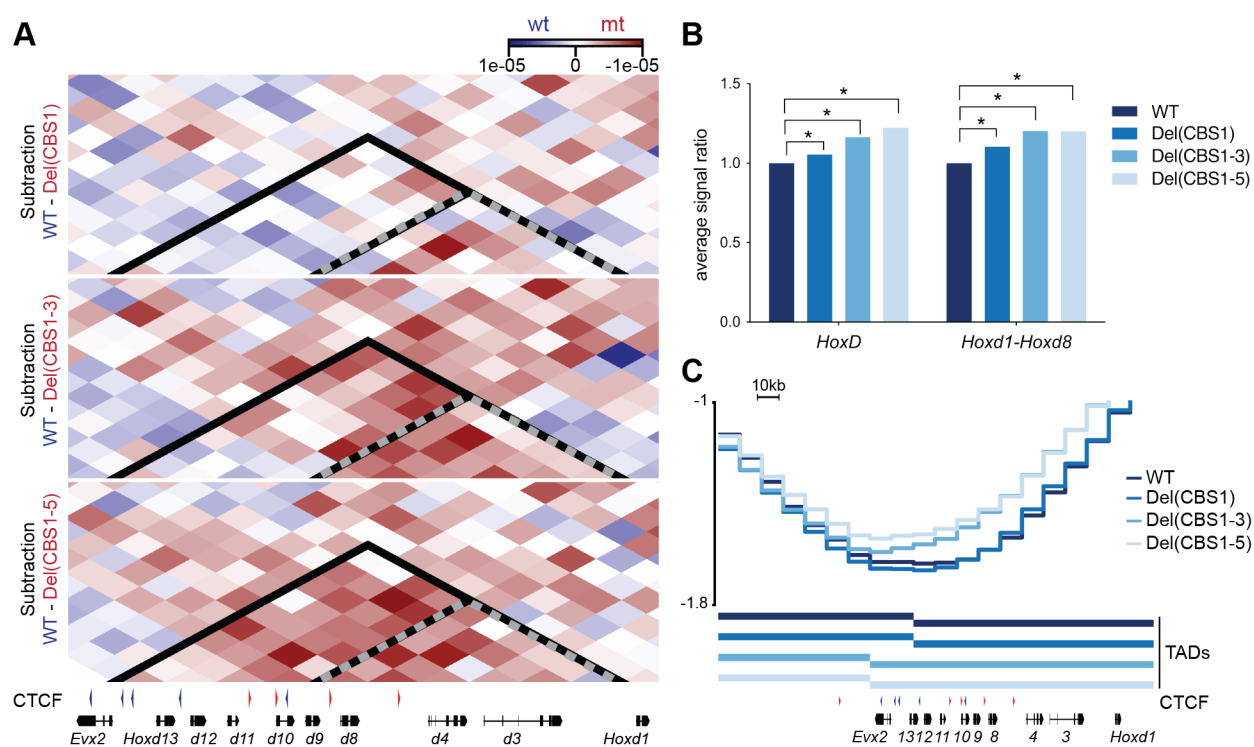 A
wt mt
1e-05 0 -1e-05
Subtraction
WT - Del(CBS1)
Subtraction
WT - Del(CBS1-3)
Subtraction
WT - Del(CBS1-5)
CTCF
Evx2 Hoxd13 d12 d11 d10 d9 d8 d4 d3 Hoxd1
B
average signal ratio
1.5
1.0
0.5
0.0
* * * * * *
HoxD Hoxd1-Hoxd8
WT
Del(CBS1)
Del(CBS1-3)
Del(CBS1-5)
C
10kb
-1
-1.8
WT
Del(CBS1)
Del(CBS1-3)
Del(CBS1-5)
TADs
CTCF
Evx2 13 12 11 10 9 8 4 3 Hoxd1